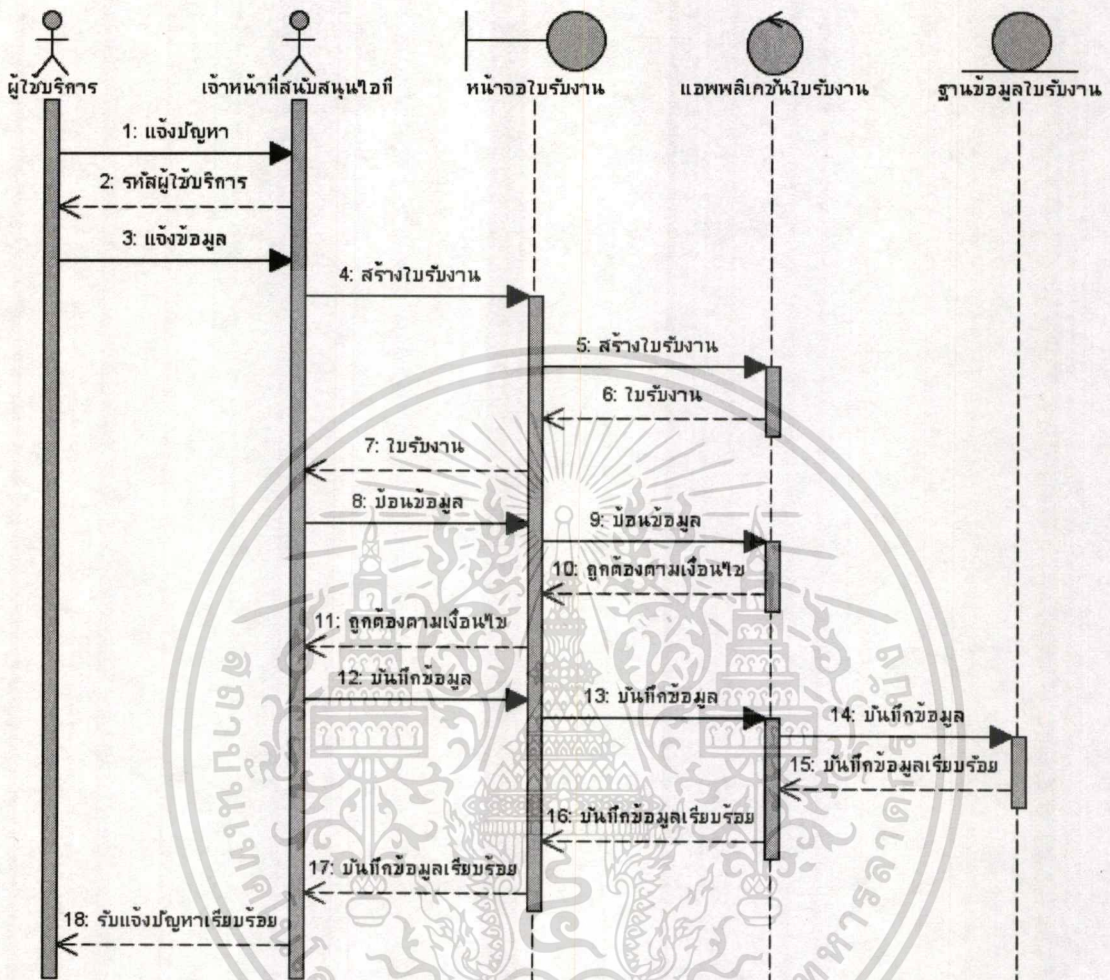 ผู้ใช้บริการ
เจ้าหน้าที่สนับสนุนไอที
หน้าจอใบรับงาน
แอพพลิเคชันใบรับงาน
ฐานข้อมูลใบรับงาน
1: แจ้งปัญหา
2: รหัสผู้ใช้บริการ
3: แจ้งข้อมูล
4: สร้างใบรับงาน
5: สร้างใบรับงาน
6: ใบรับงาน
7: ใบรับงาน
8: ป้อนข้อมูล
9: ป้อนข้อมูล
10: ถูกต้องตามเงื่อนไข
11: ถูกต้องตามเงื่อนไข
12: บันทึกข้อมูล
13: บันทึกข้อมูล
14: บันทึกข้อมูล
15: บันทึกข้อมูลเรียบร้อย
16: บันทึกข้อมูลเรียบร้อย
17: บันทึกข้อมูลเรียบร้อย
18: รับแจ้งปัญหาเรียบร้อย